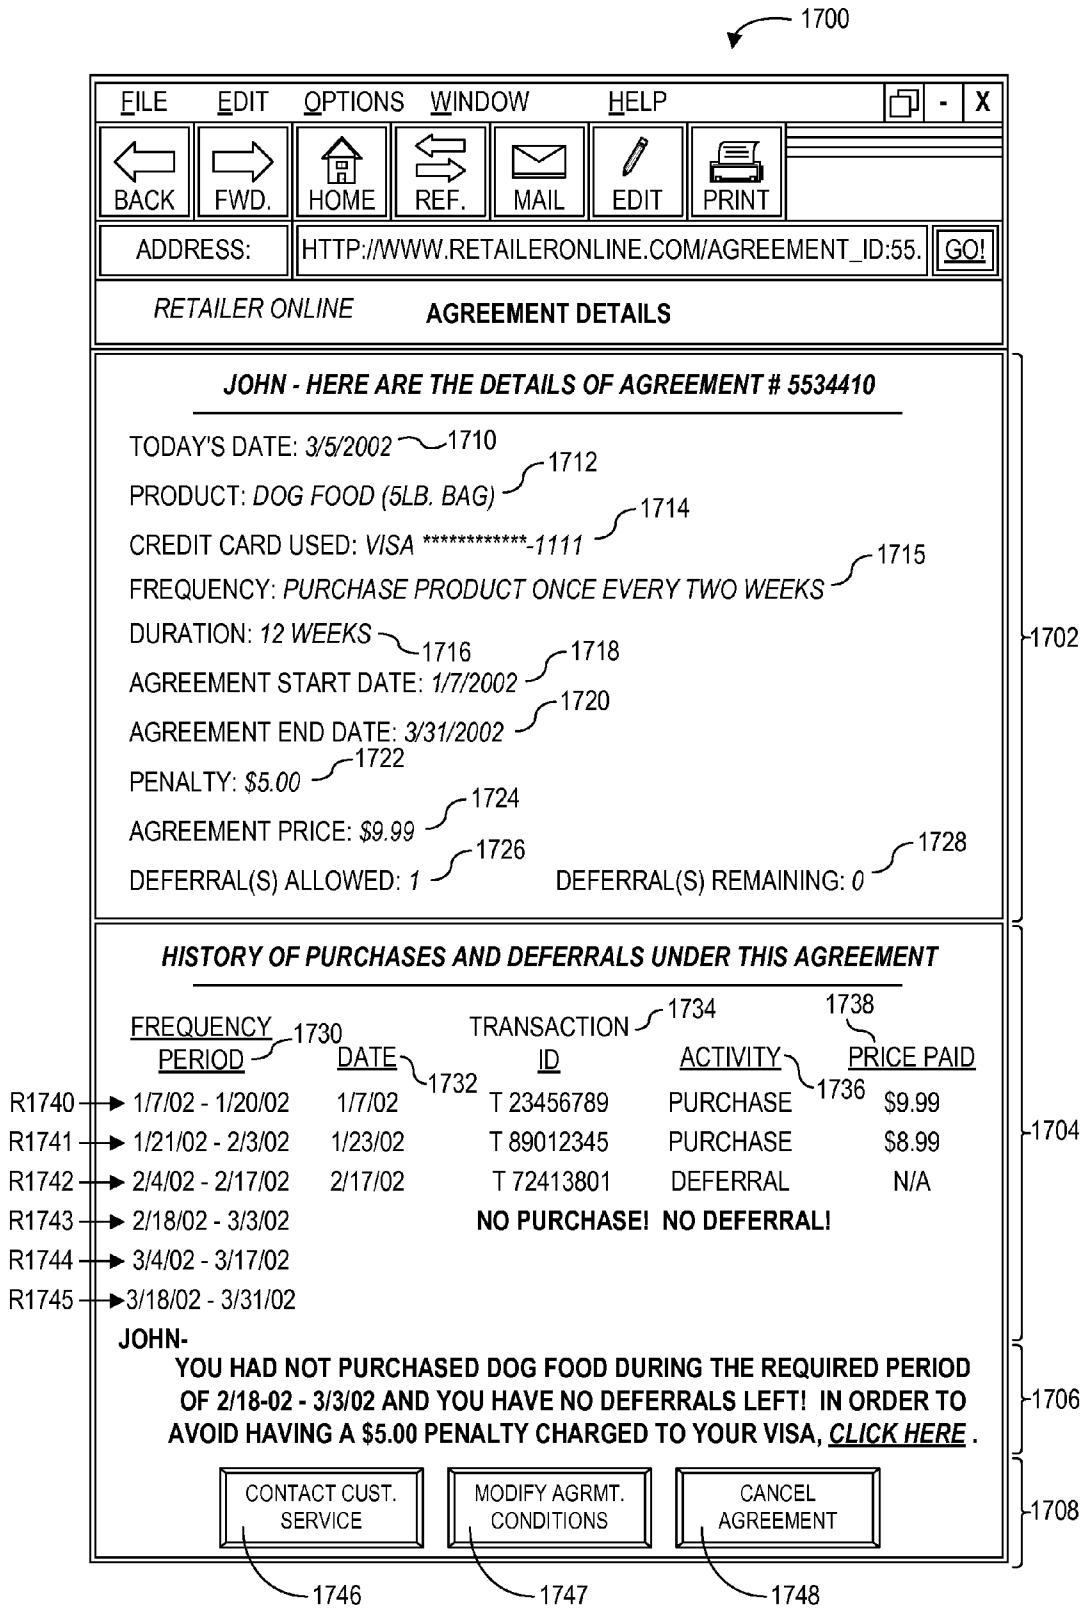 1700
FILE EDIT OPTIONS WINDOW HELP - X
BACK FWD. HOME REF. MAIL EDIT PRINT
ADDRESS: HTTP://WWW.RETAILERONLINE.COM/AGREEMENT_ID:55. GO!
RETAILER ONLINE AGREEMENT DETAILS
JOHN - HERE ARE THE DETAILS OF AGREEMENT # 5534410
TODAY'S DATE: 3/5/2002 1710
PRODUCT: DOG FOOD (5LB. BAG) 1712
CREDIT CARD USED: VISA ************-1111 1714
FREQUENCY: PURCHASE PRODUCT ONCE EVERY TWO WEEKS 1715
DURATION: 12 WEEKS 1716
1702
AGREEMENT START DATE: 1/7/2002 1718
AGREEMENT END DATE: 3/31/2002 1720
PENALTY: $5.00 1722
AGREEMENT PRICE: $9.99 1724
DEFERRAL(S) ALLOWED: 1 1726 DEFERRAL(S) REMAINING: 0 1728
HISTORY OF PURCHASES AND DEFERRALS UNDER THIS AGREEMENT
FREQUENCY TRANSACTION 1734 1738
PERIOD 1730 DATE 1732 ID ACTIVITY 1736 PRICE PAID
R1740 1/7/02 - 1/20/02 1/7/02 T 23456789 PURCHASE $9.99
R1741 1/21/02 - 2/3/02 1/23/02 T 89012345 PURCHASE $8.99 1704
R1742 2/4/02 - 2/17/02 2/17/02 T 72413801 DEFERRAL N/A
R1743 2/18/02 - 3/3/02 NO PURCHASE! NO DEFERRAL!
R1744 3/4/02 - 3/17/02
R1745 3/18/02 - 3/31/02
JOHN-
YOU HAD NOT PURCHASED DOG FOOD DURING THE REQUIRED PERIOD
OF 2/18-02 - 3/3/02 AND YOU HAVE NO DEFERRALS LEFT! IN ORDER TO 1706
AVOID HAVING A $5.00 PENALTY CHARGED TO YOUR VISA, CLICK HERE .
CONTACT CUST. MODIFY AGRMT. CANCEL
SERVICE CONDITIONS AGREEMENT 1708
1746 1747 1748